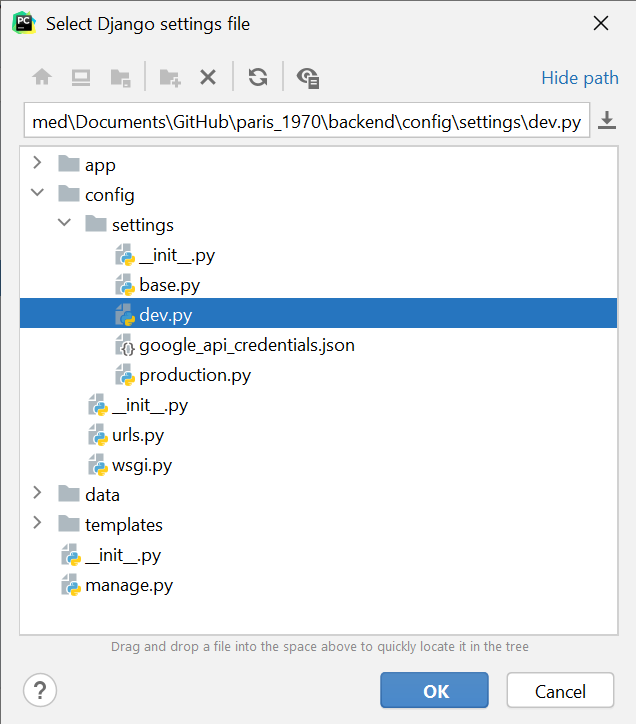 PC
Select Django settings file
Hide path
med\Documents\GitHub\paris_1970\backend\config\settings\dev.py
app
config
settings
__init__.py
base.py
dev.py
google_api_credentials.json
production.py
__init__.py
urls.py
wsgi.py
data
templates
__init__.py
manage.py
Drag and drop a file into the space above to quickly locate it in the tree
?
OK
Cancel